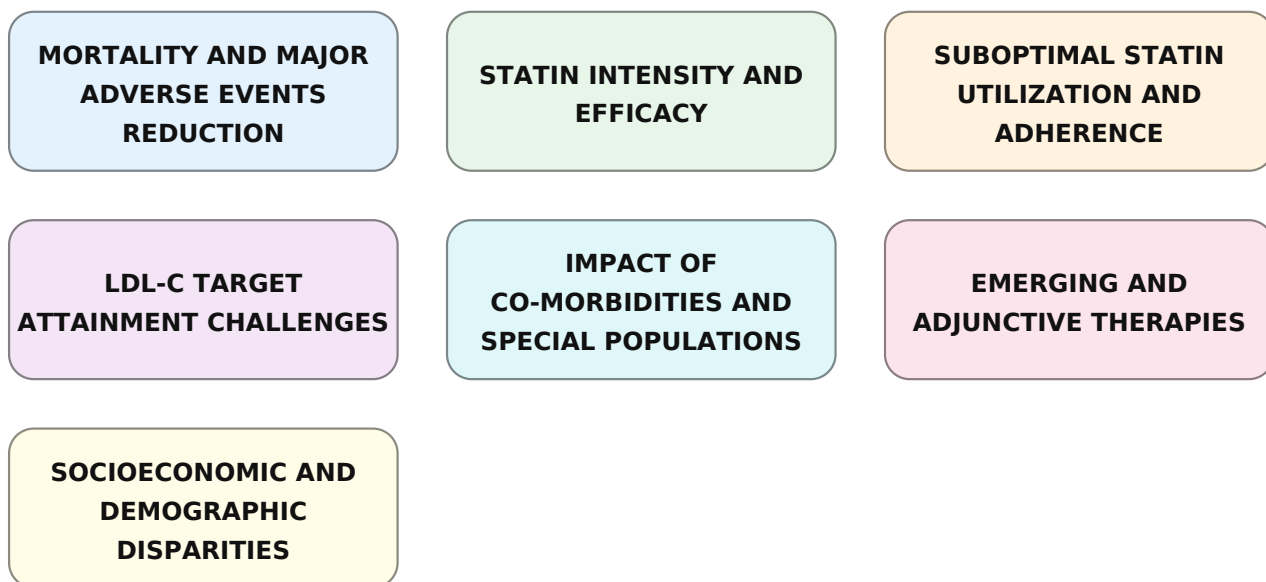 MORTALITY AND MAJOR
ADVERSE EVENTS
REDUCTION
STATIN INTENSITY AND
EFFICACY
SUBOPTIMAL STATIN
UTILIZATION AND
ADHERENCE
LDL-C TARGET
ATTAINMENT CHALLENGES
IMPACT OF
CO-MORBIDITIES AND
SPECIAL POPULATIONS
EMERGING AND
ADJUNCTIVE THERAPIES
SOCIOECONOMIC AND
DEMOGRAPHIC
DISPARITIES